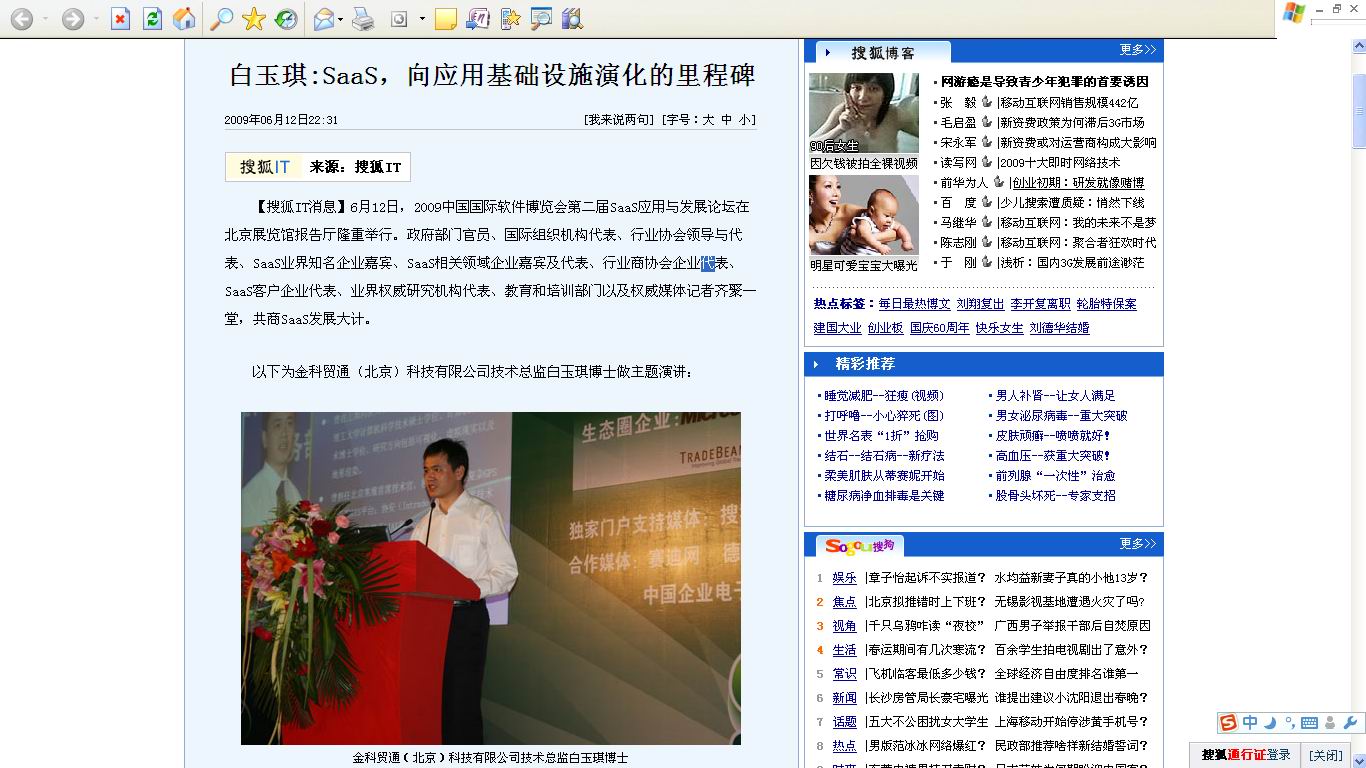 白玉琪:SaaS，向应用基础设施演化的里程碑
2009年06月12日22:31
[我来说两句] [字号：大 中 小]
搜狐IT 来源：搜狐IT
【搜狐IT消息】6月12日，2009中国国际软件博览会第二届SaaS应用与发展论坛在
北京展览馆报告厅隆重举行。政府部门官员、国际组织机构代表、行业协会领导与代
表、SaaS业界知名企业嘉宾、SaaS相关领域企业嘉宾及代表、行业商协会企业代表、
SaaS客户企业代表、业界权威研究机构代表、教育和培训部门以及权威媒体记者齐聚一
堂，共商SaaS发展大计。
以下为金科贸通（北京）科技有限公司技术总监白玉琪博士做主题演讲：
生态圈企业：
TRADEBEAM
独家门户支持媒体：搜
合作媒体：赛迪网 德
中国企业电子
金科贸通（北京）科技有限公司技术总监白玉琪博士
搜狐博客
更多>>
90后女生
因欠钱被拍全裸视频
明星可爱宝宝大曝光
网游瘾是导致青少年犯罪的首要诱因
张 毅 |移动互联网销售规模442亿
毛启盈 |新资费政策为何滞后3G市场
宋永军 |新资费或对运营商构成大影响
读写网 |2009十大即时网络技术
前华为人 |创业初期：研发就像赌博
百 度 |少儿搜索遭质疑：悄然下线
马继华 |移动互联网：我的未来不是梦
陈志刚 |移动互联网：聚合者狂欢时代
于 刚 |浅析：国内3G发展前途渺茫
热点标签：每日最热博文 刘翔复出 李开复离职 轮胎特保案
建国大业 创业板 国庆60周年 快乐女生 刘德华结婚
精彩推荐
睡觉减肥--狂瘦(视频)
男人补肾--让女人满足
打呼噜--小心猝死(图)
男女泌尿病毒--重大突破
世界名表“1折”抢购
皮肤顽癣--喷喷就好！
结石--结石病--新疗法
高血压--获重大突破！
柔美肌肤从蒂赛妮开始
前列腺“一次性”治愈
糖尿病净血排毒是关键
股骨头坏死--专家支招
Sogou搜狗
更多>>
1 娱乐 |章子怡起诉不实报道？ 水均益新妻子真的小他13岁？
2 焦点 |北京拟推错时上下班？ 无锡影视基地遭遇火灾了吗?
3 视角 |千只乌鸦咋读“夜校” 广西男子举报干部后自焚原因
4 生活 |春运期间有几次寒流？ 百余学生拍电视剧出了意外？
5 常识 |飞机临客最低多少钱？ 全球经济自由度排名谁第一
6 新闻 |长沙房管局长豪宅曝光 谁提出建议小沈阳退出春晚？
7 话题 |五大不公困扰女大学生 上海移动开始停涉黄手机号？
8 热点 |男版范冰冰网络爆红？ 民政部推荐啥样新结婚誓词？
中
搜狐通行证登录 [关闭]